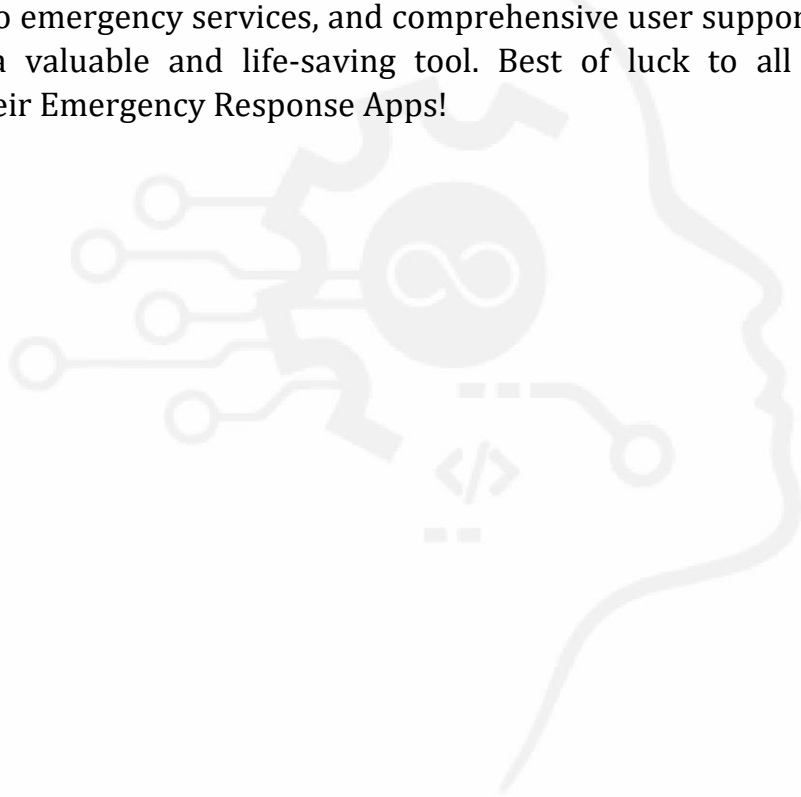 o emergency services, and comprehensive user suppor
a valuable and life-saving tool. Best of luck to all
eir Emergency Response Apps!
</>